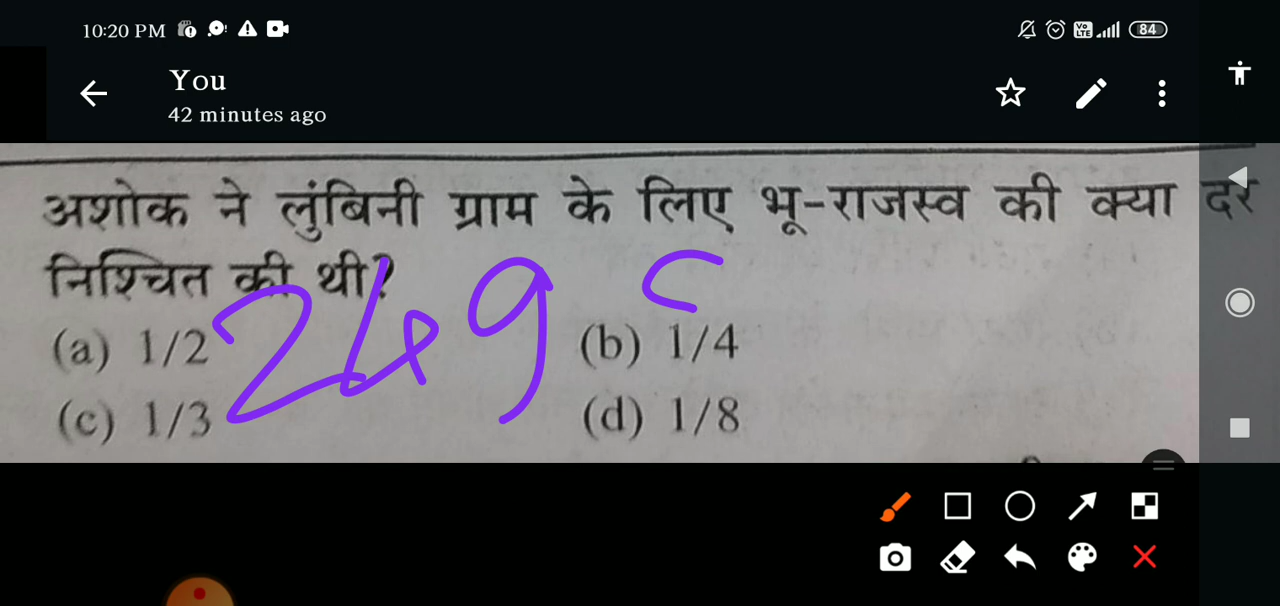 10:20 PM
84
You
42 minutes ago
अशोक ने लुंबिनी ग्राम के लिए भू-राजस्व की क्या दर
निश्चित की थी?
249
(a) 1/2 (b) 1/4
(c) 1/3 (d) 1/8